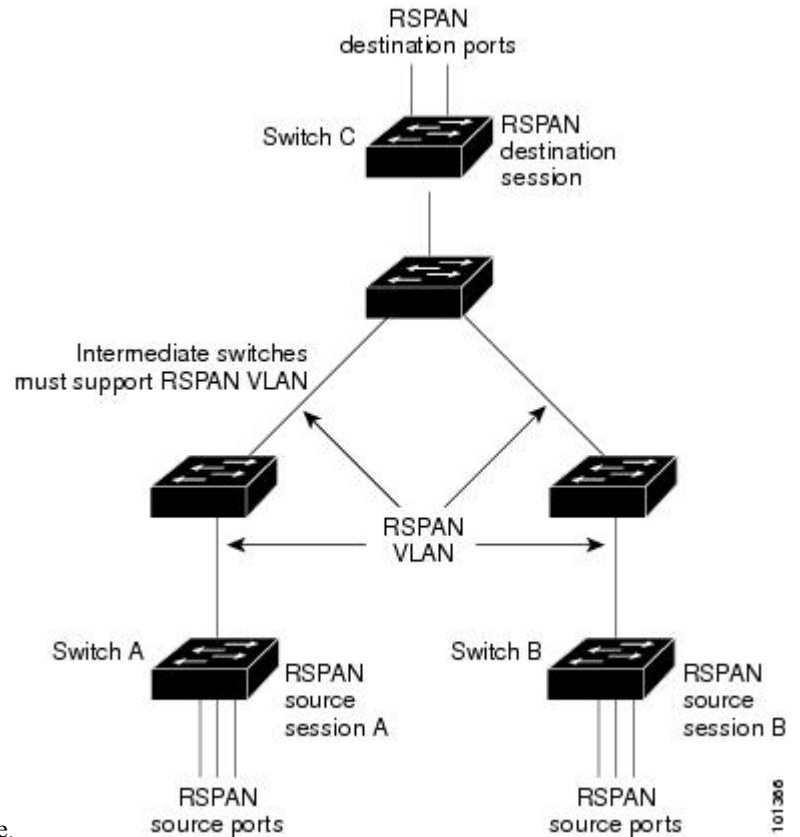 RSPAN
destination ports
Switch C
RSPAN
destination
session
Intermediate switches
must support RSPAN VLAN
RSPAN
VLAN
Switch A
RSPAN
source
session A
Switch B
RSPAN
source
session B
RSPAN
source ports
RSPAN
source ports
101366
e.